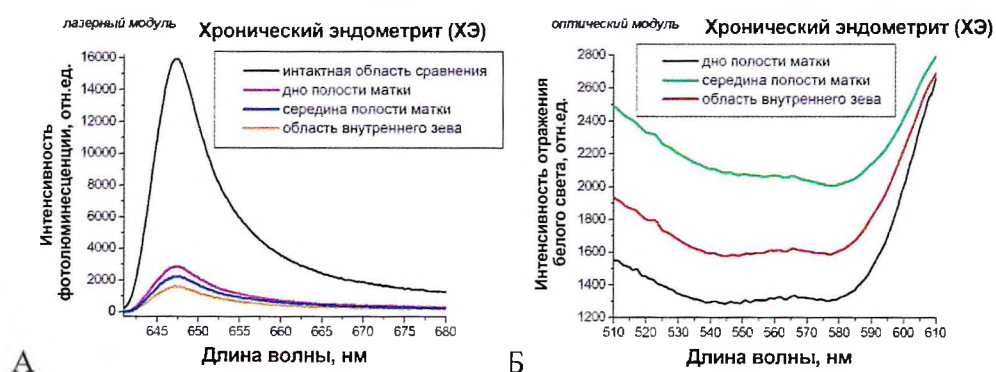 лазерный модуль
Хронический эндометрит (ХЭ)
16000
14000
12000
10000
8000
6000
4000
2000
0
Интенсивность
фотолюминесценции, отн.ед.
интактная область сравнения
дно полости матки
середина полости матки
область внутреннего зева
645 650 655 660 665 670 675 680
Длина волны, нм
А
оптический модуль
Хронический эндометрит (ХЭ)
2800
2600
2400
2200
2000
1800
1600
1400
1200
Интенсивность отражения
белого света, отн.ед.
дно полости матки
середина полости матки
область внутреннего зева
510 520 530 540 550 560 570 580 590 600 610
Длина волны, нм
Б